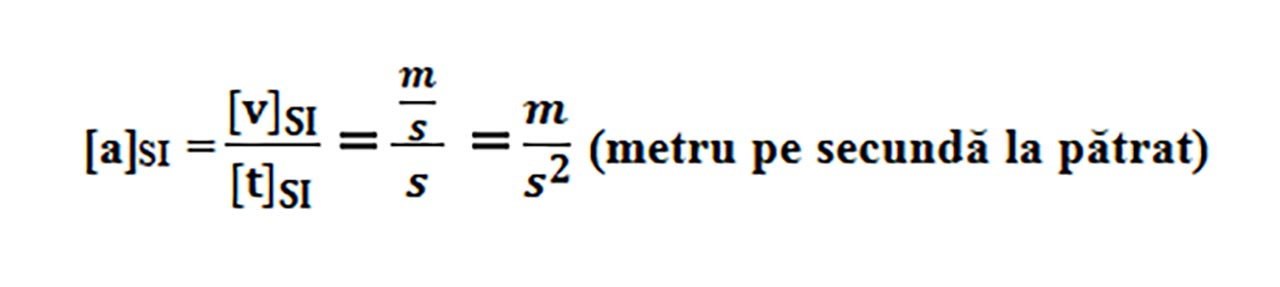 [a]SI = [v]SI / [t]SI = (m/s) / s = m / s² (metru pe secundă la pătrat)